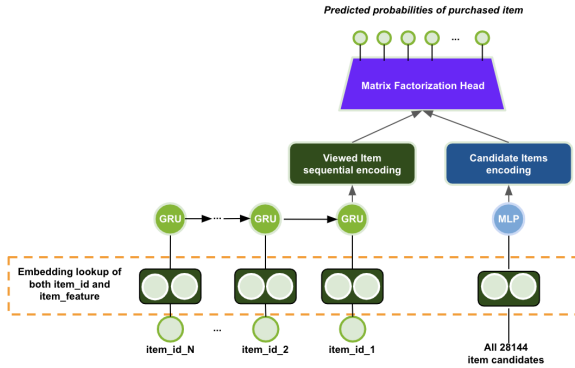 Predicted probabilities of purchased item
...
Matrix Factorization Head
Viewed Item
sequential encoding
Candidate Items
encoding
GRU
...
GRU
GRU
MLP
Embedding lookup of
both item_id and
item_feature
...
item_id_N
item_id_2
item_id_1
All 28144
item candidates